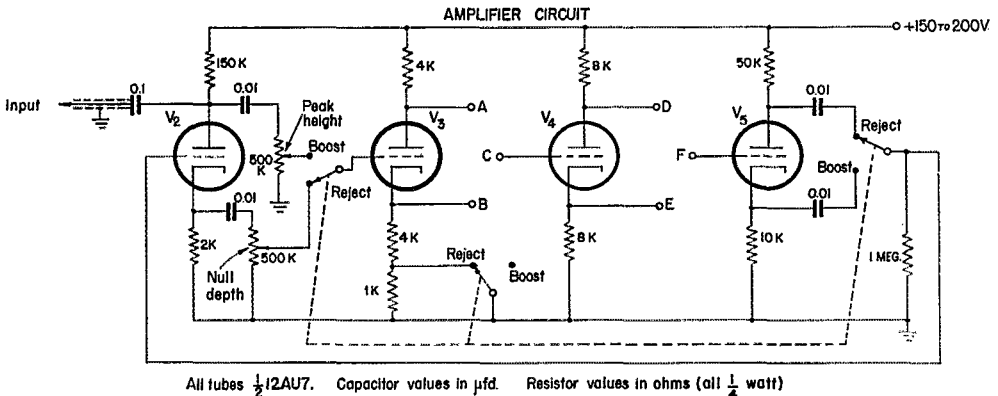 AMPLIFIER CIRCUIT
+150 TO 200V.
150K
4K
8K
50K
Input
0.1
0.01
A
D
0.01
V2
Peak
height
V3
V4
V5
Reject
500
K
Boost
C
F
Boost
Reject
0.01
B
E
0.01
2K
500K
4K
8K
10K
1 MEG.
Null
depth
Reject
Boost
1K
All tubes 1/2 12AU7. Capacitor values in μfd. Resistor values in ohms (all 1/4 watt)